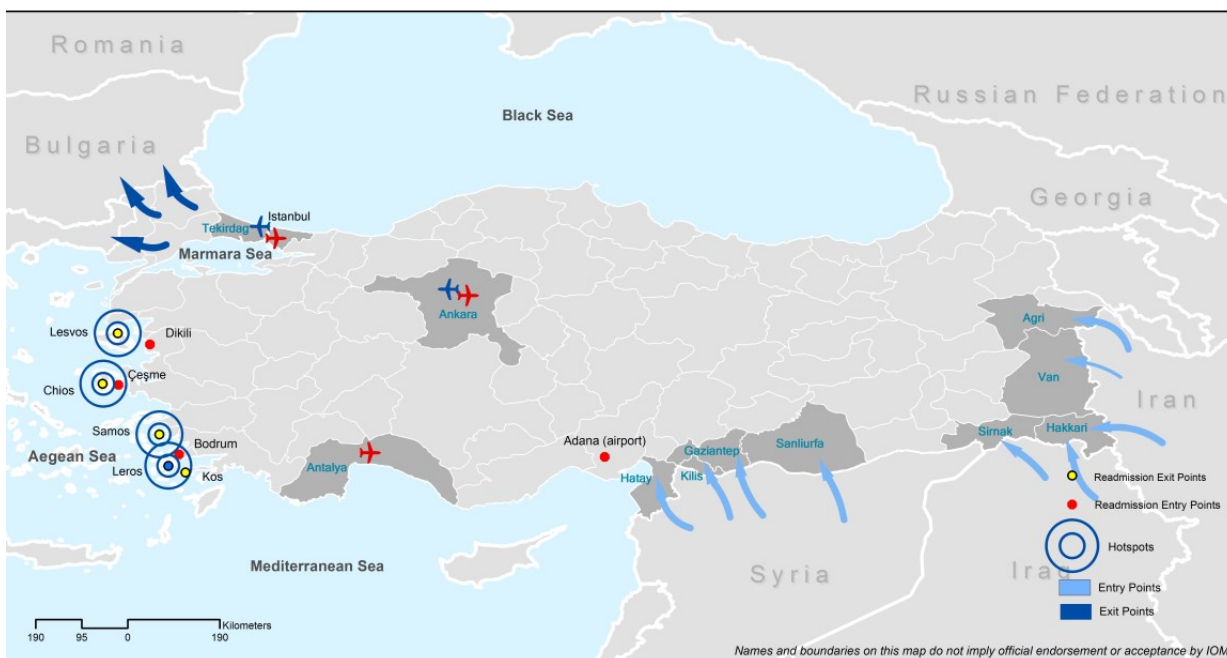 Romania
Black Sea
Russian Federation
Bulgaria
Georgia
Istanbul
Tekirdag
Marmara Sea
Ankara
Agri
Lesvos
Dikili
Van
Çeşme
Chios
Iran
Samos
Bodrum
Aegean Sea
Leros
Kos
Antalya
Adana (airport)
Gaziantep
Sanliurfa
Hatay
Kilis
Sirnak
Hakkari
Readmission Exit Points
Readmission Entry Points
Hotspots
Mediterranean Sea
Syria
Iraq
Entry Points
Exit Points
Kilometers
190 95 0 190
Names and boundaries on this map do not imply official endorsement or acceptance by IOM